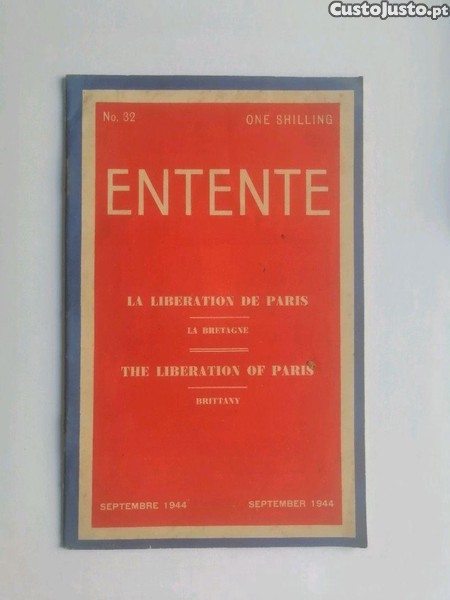 CustoJusto.pt
No. 32 ONE SHILLING
ENTENTE
LA LIBERATION DE PARIS
LA BRETAGNE
THE LIBERATION OF PARIS
BRITTANY
SEPTEMBRE 1944 SEPTEMBER 1944